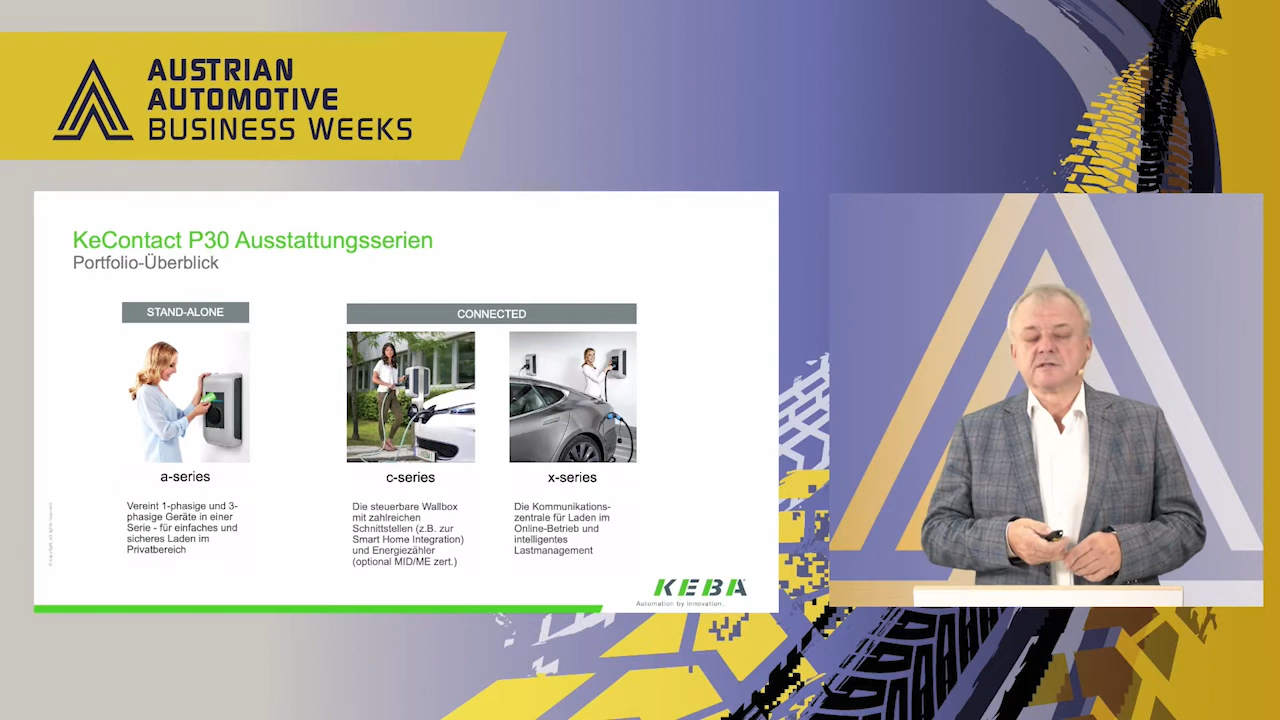 AUSTRIAN
AUTOMOTIVE
BUSINESS WEEKS
KeContact P30 Ausstattungsserien
Portfolio-Überblick
STAND-ALONE
CONNECTED
a-series
Vereint 1-phasige und 3-
phasige Geräte in einer
Serie - für einfaches und
sicheres Laden im
Privatbereich
c-series
Die steuerbare Wallbox
mit zahlreichen
Schnittstellen (z.B. zur
Smart Home Integration)
und Energiezähler
(optional MID/ME zert.)
x-series
Die Kommunikations-
zentrale für Laden im
Online-Betrieb und
intelligentes
Lastmanagement
KEBA
Automation by innovation.